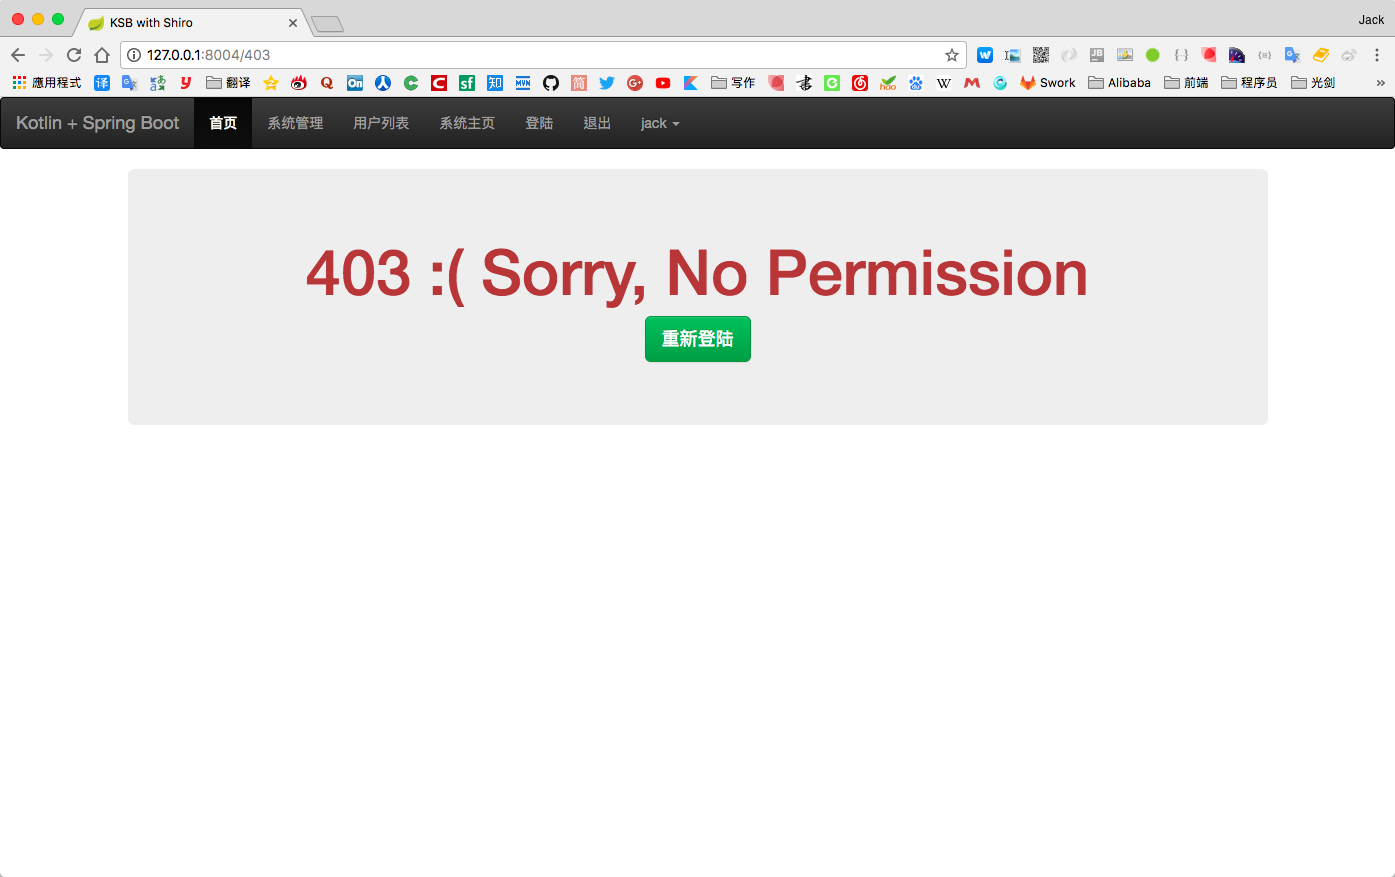 KSB with Shiro
Jack
127.0.0.1:8004/403
應用程式 译 翻译 写作 Swork Alibaba 前端 程序员 光剑
Kotlin + Spring Boot 首页 系统管理 用户列表 系统主页 登陆 退出 jack
403 :( Sorry, No Permission
重新登陆